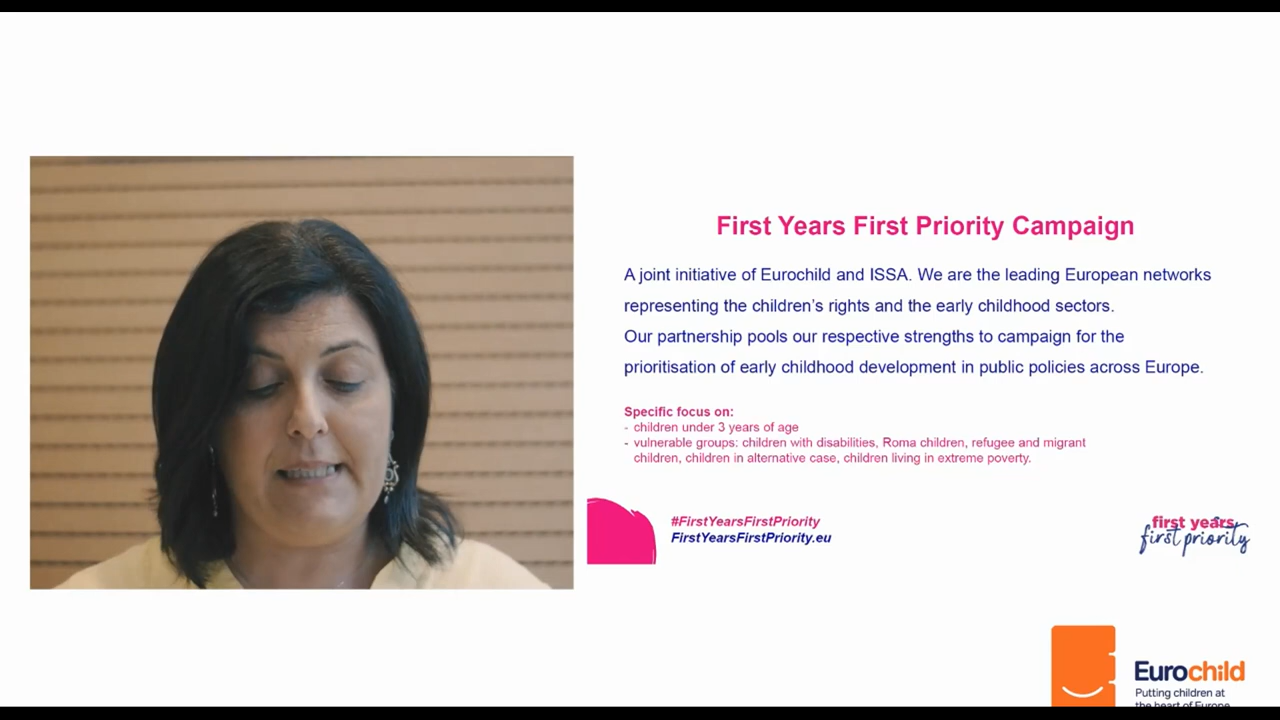 First Years First Priority Campaign
A joint initiative of Eurochild and ISSA. We are the leading European networks
representing the children's rights and the early childhood sectors.
Our partnership pools our respective strengths to campaign for the
prioritisation of early childhood development in public policies across Europe.
Specific focus on:
- children under 3 years of age
- vulnerable groups: children with disabilities, Roma children, refugee and migrant
children, children in alternative case, children living in extreme poverty.
#FirstYearsFirstPriority
FirstYearsFirstPriority.eu
first years
first priority
Eurochild
Putting children at
the heart of Europe